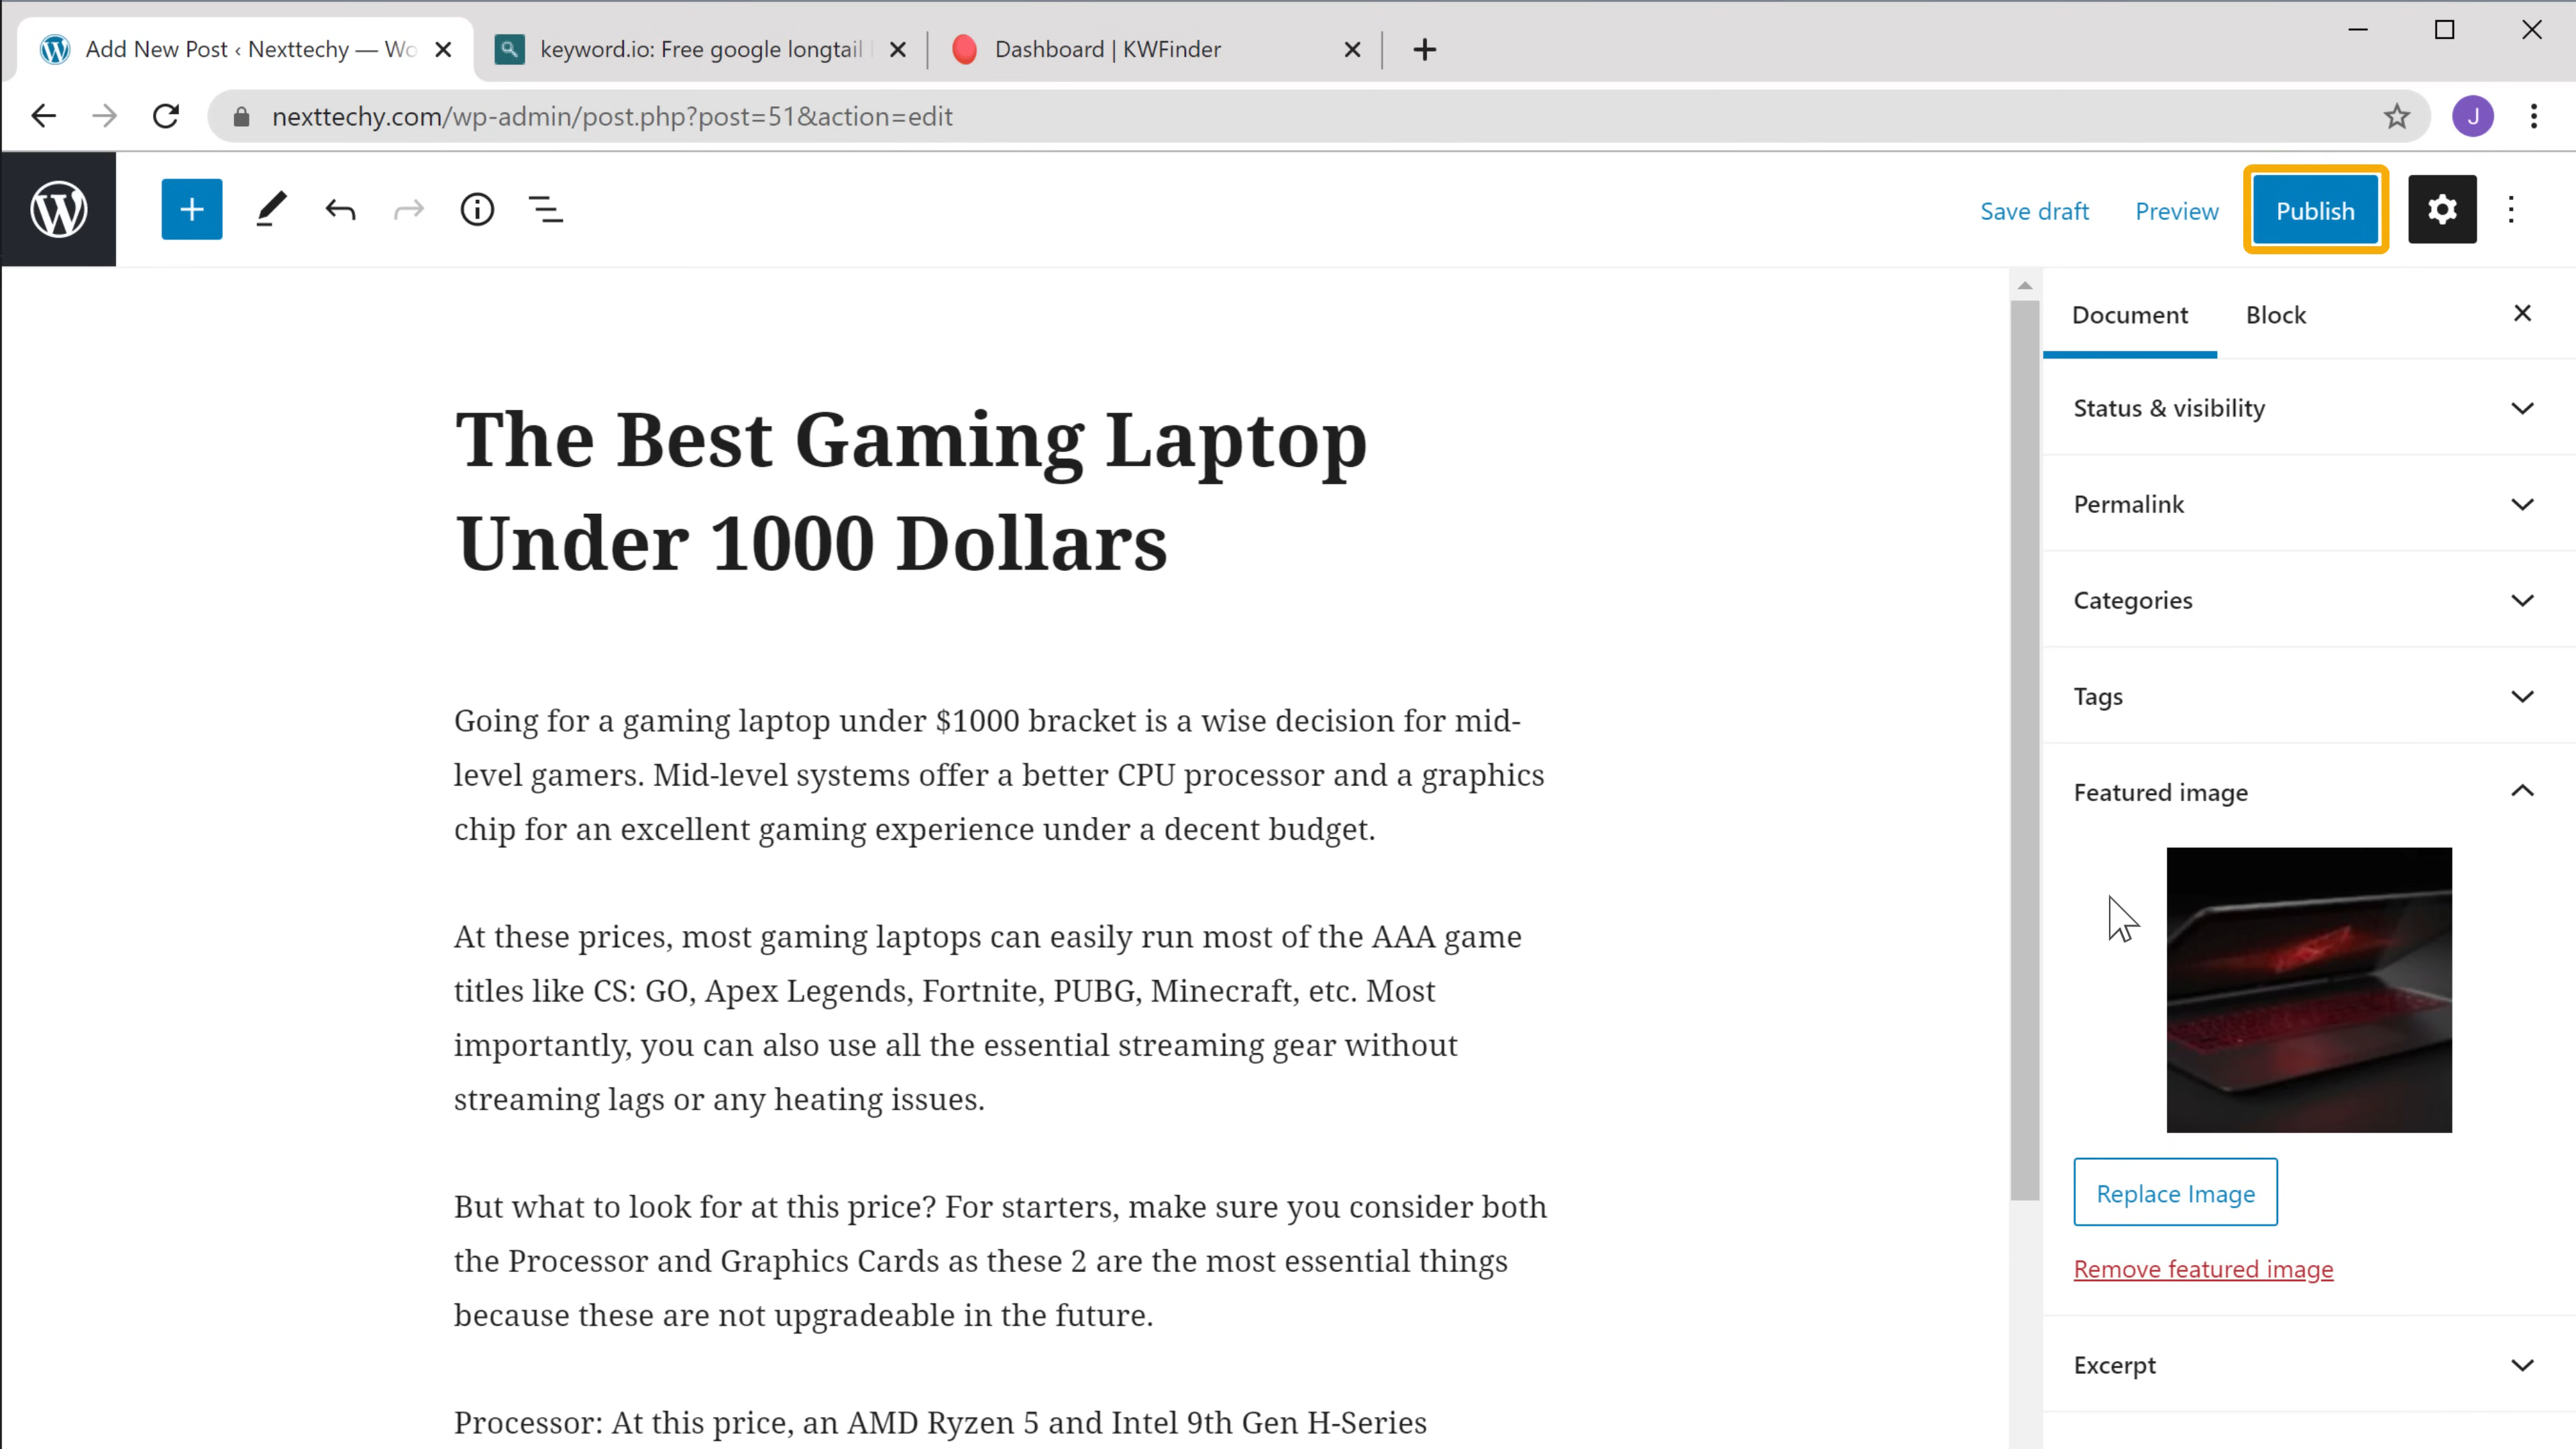 Add New Post ‹ Nexttechy — Wo
keyword.io: Free google longtail
Dashboard | KWFinder
nexttechy.com/wp-admin/post.php?post=51&action=edit
J
Save draft
Preview
Publish
Document
Block
Status & visibility
Permalink
Categories
Tags
Featured image
Replace Image
Remove featured image
Excerpt
The Best Gaming Laptop
Under 1000 Dollars
Going for a gaming laptop under $1000 bracket is a wise decision for mid-
level gamers. Mid-level systems offer a better CPU processor and a graphics
chip for an excellent gaming experience under a decent budget.
At these prices, most gaming laptops can easily run most of the AAA game
titles like CS: GO, Apex Legends, Fortnite, PUBG, Minecraft, etc. Most
importantly, you can also use all the essential streaming gear without
streaming lags or any heating issues.
But what to look for at this price? For starters, make sure you consider both
the Processor and Graphics Cards as these 2 are the most essential things
because these are not upgradeable in the future.
Processor: At this price, an AMD Ryzen 5 and Intel 9th Gen H-Series